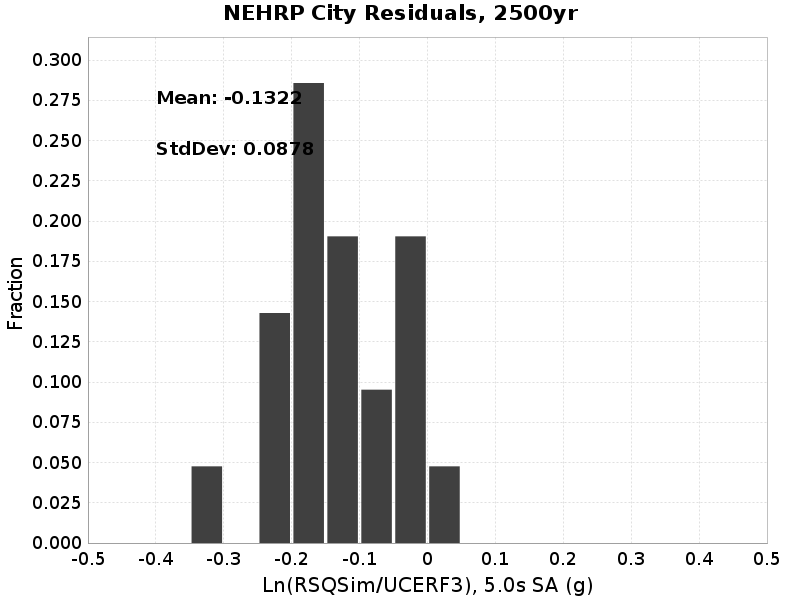 NEHRP City Residuals, 2500yr
0.300
0.275
0.250
0.225
0.200
0.175
0.150
0.125
0.100
0.075
0.050
0.025
0.000
Fraction
Mean: -0.1322
StdDev: 0.0878
-0.5 -0.4 -0.3 -0.2 -0.1 0 0.1 0.2 0.3 0.4 0.5
Ln(RSQSim/UCERF3), 5.0s SA (g)